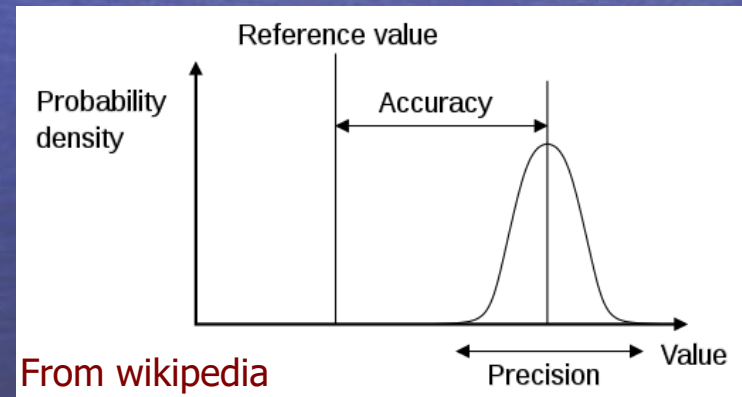 Reference value
Probability
density
Accuracy
Value
Precision
From wikipedia